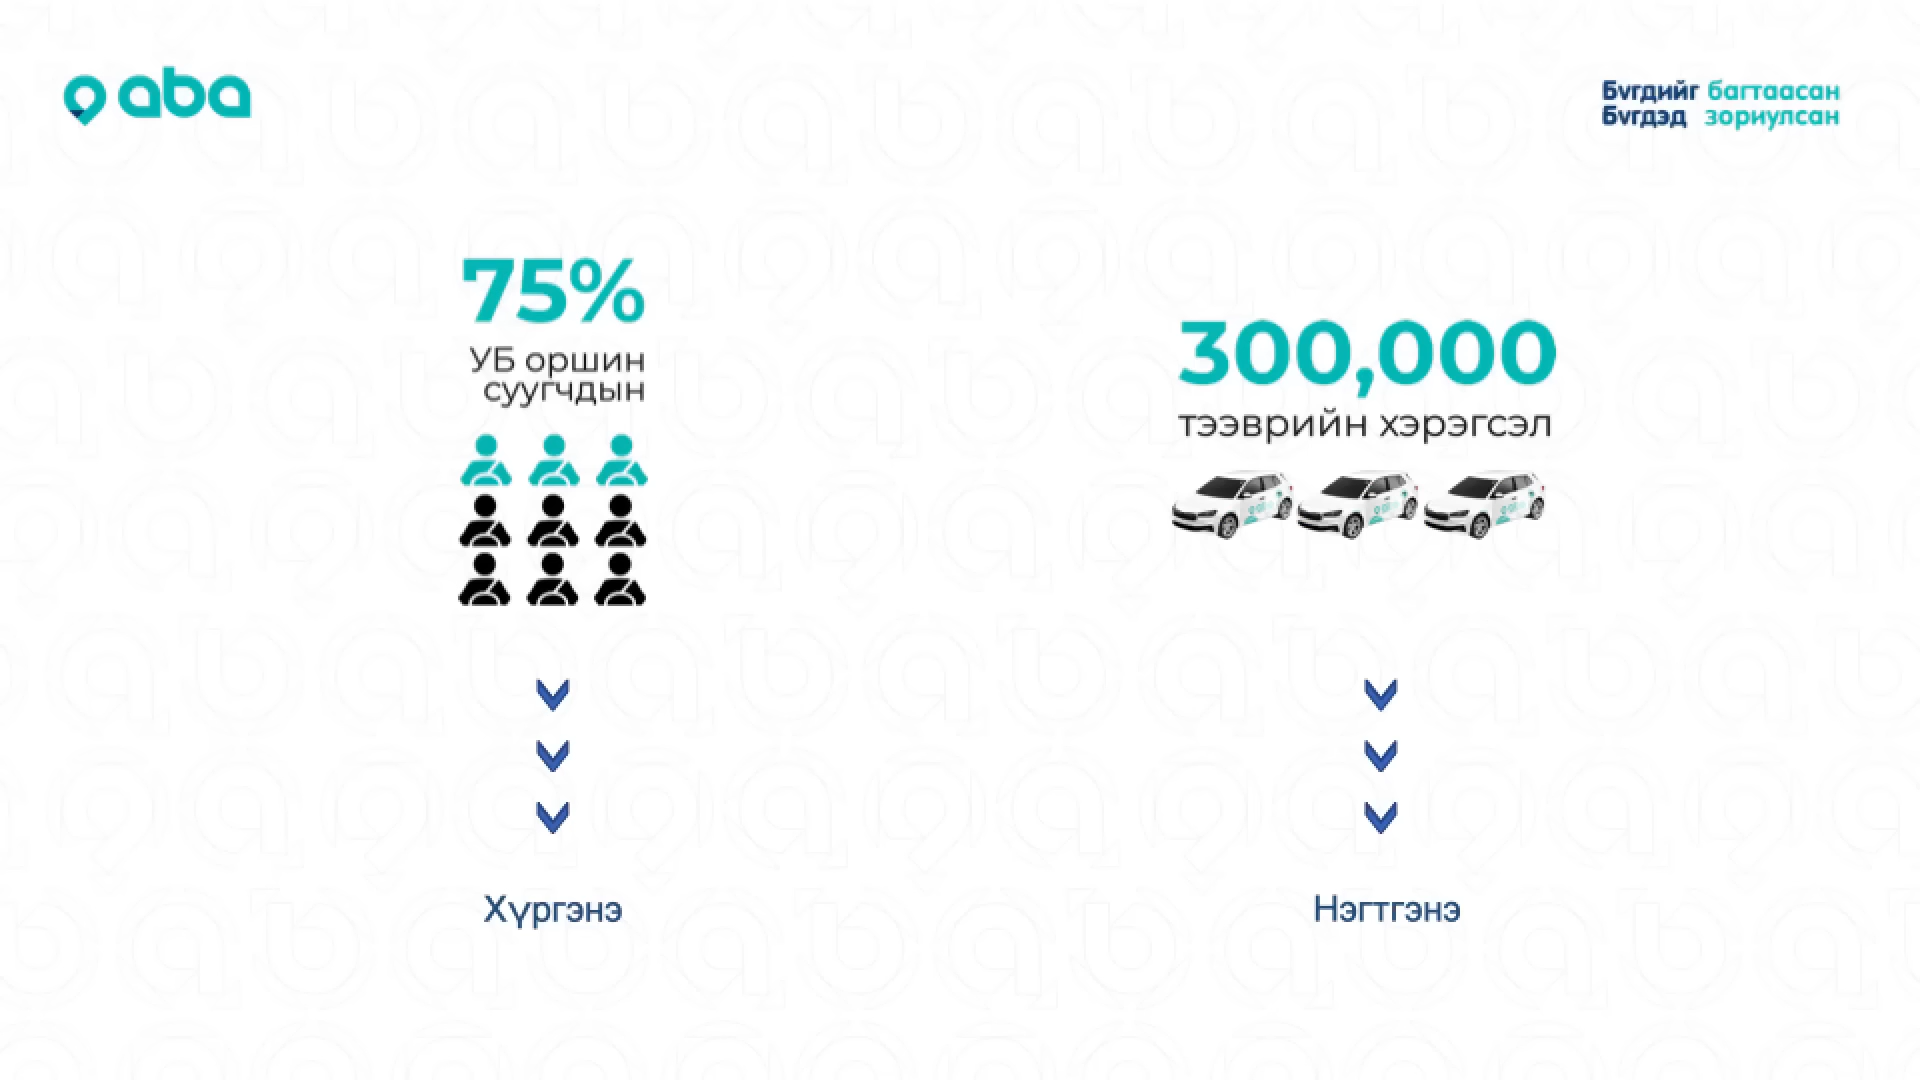 aba
Бүгдийг багтаасан
Бүгдэд зориулсан
75%
УБ оршин
суугчдын
300,000
тээврийн хэрэгсэл
Хүргэнэ
Нэгтгэнэ